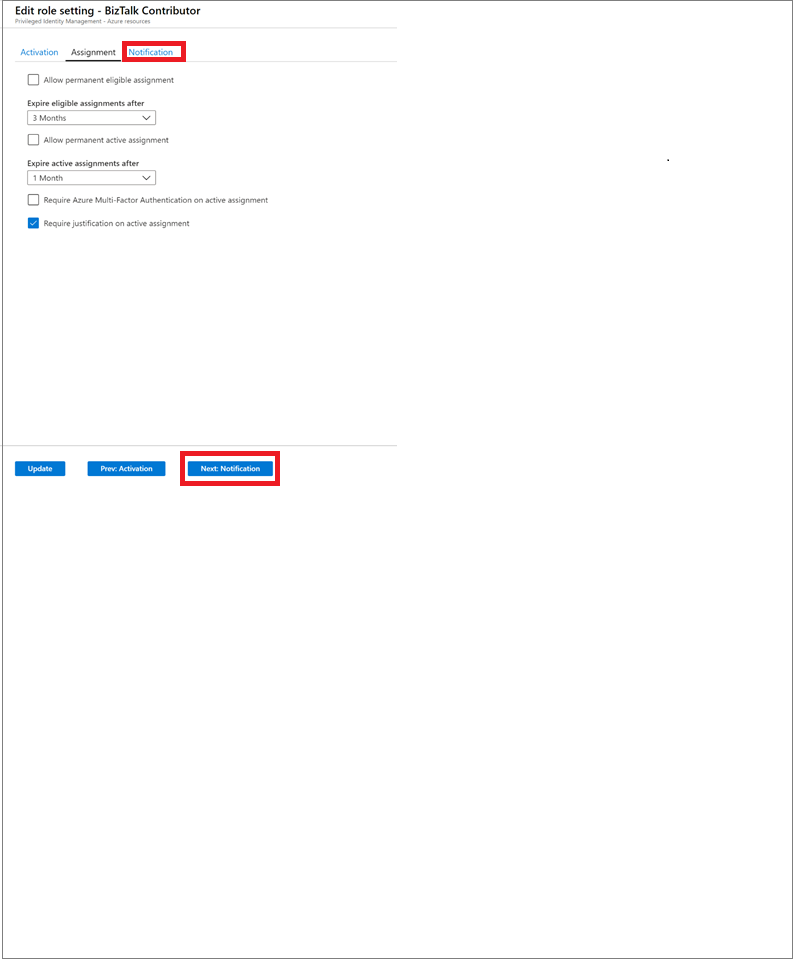 Edit role setting - BizTalk Contributor
Privileged Identity Management - Azure resources
Activation Assignment Notification
Allow permanent eligible assignment
Expire eligible assignments after
3 Months
Allow permanent active assignment
Expire active assignments after
1 Month
Require Azure Multi-Factor Authentication on active assignment
Require justification on active assignment
Update Prev: Activation Next: Notification